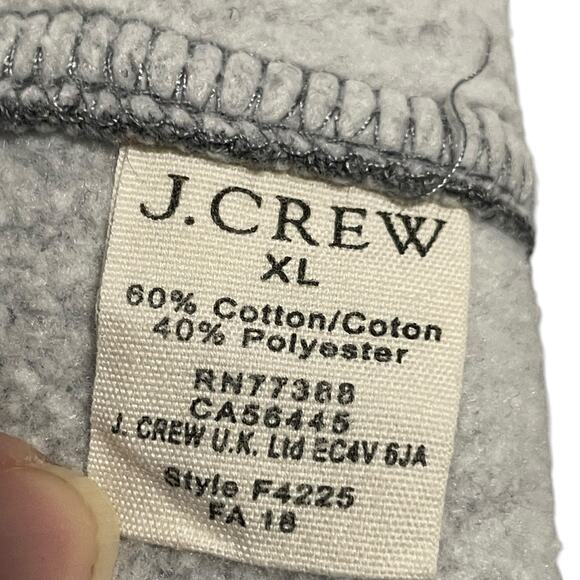 J.CREW
XL
60% Cotton/Coton
40% Polyester
RN77388
CA56445
J. CREW U.K. Ltd EC4V 6JA
Style F4225
FA 18